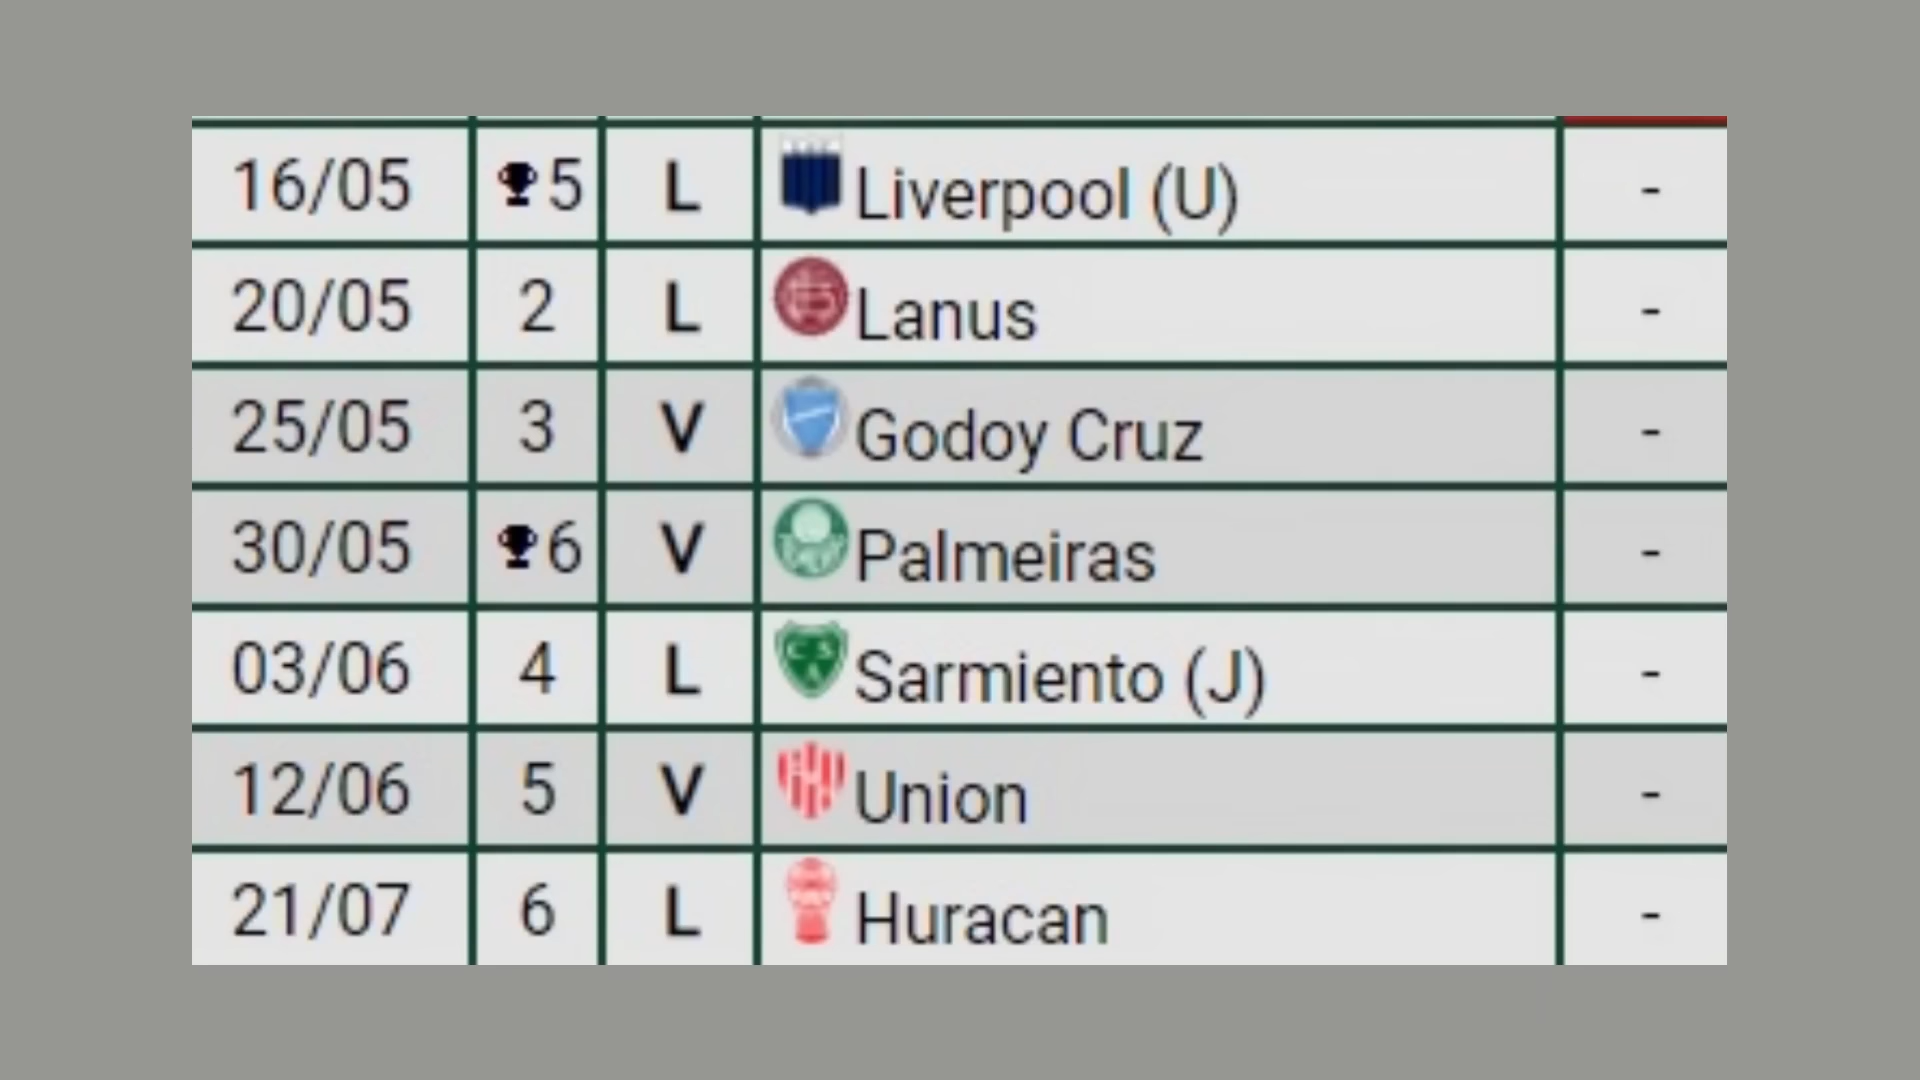 16/05 5 L Liverpool (U) -
20/05 2 L Lanus -
25/05 3 V Godoy Cruz -
30/05 6 V Palmeiras -
03/06 4 L Sarmiento (J) -
12/06 5 V Union -
21/07 6 L Huracan -